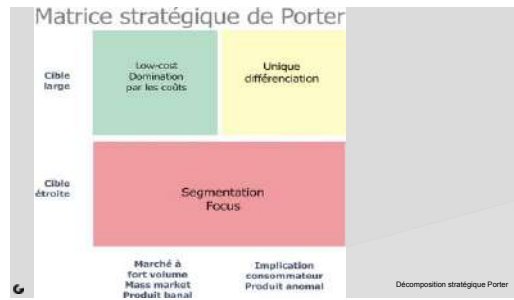 Matrice stratégique de Porter
Cible
large
Low-cost
Domination
par les coûts
Unique
différenciation
Cible
étroite
Segmentation
Focus
Marché à
fort volume
Mass market
Produit banal
Implication
consommateur
Produit anomal
Décomposition stratégique Porter